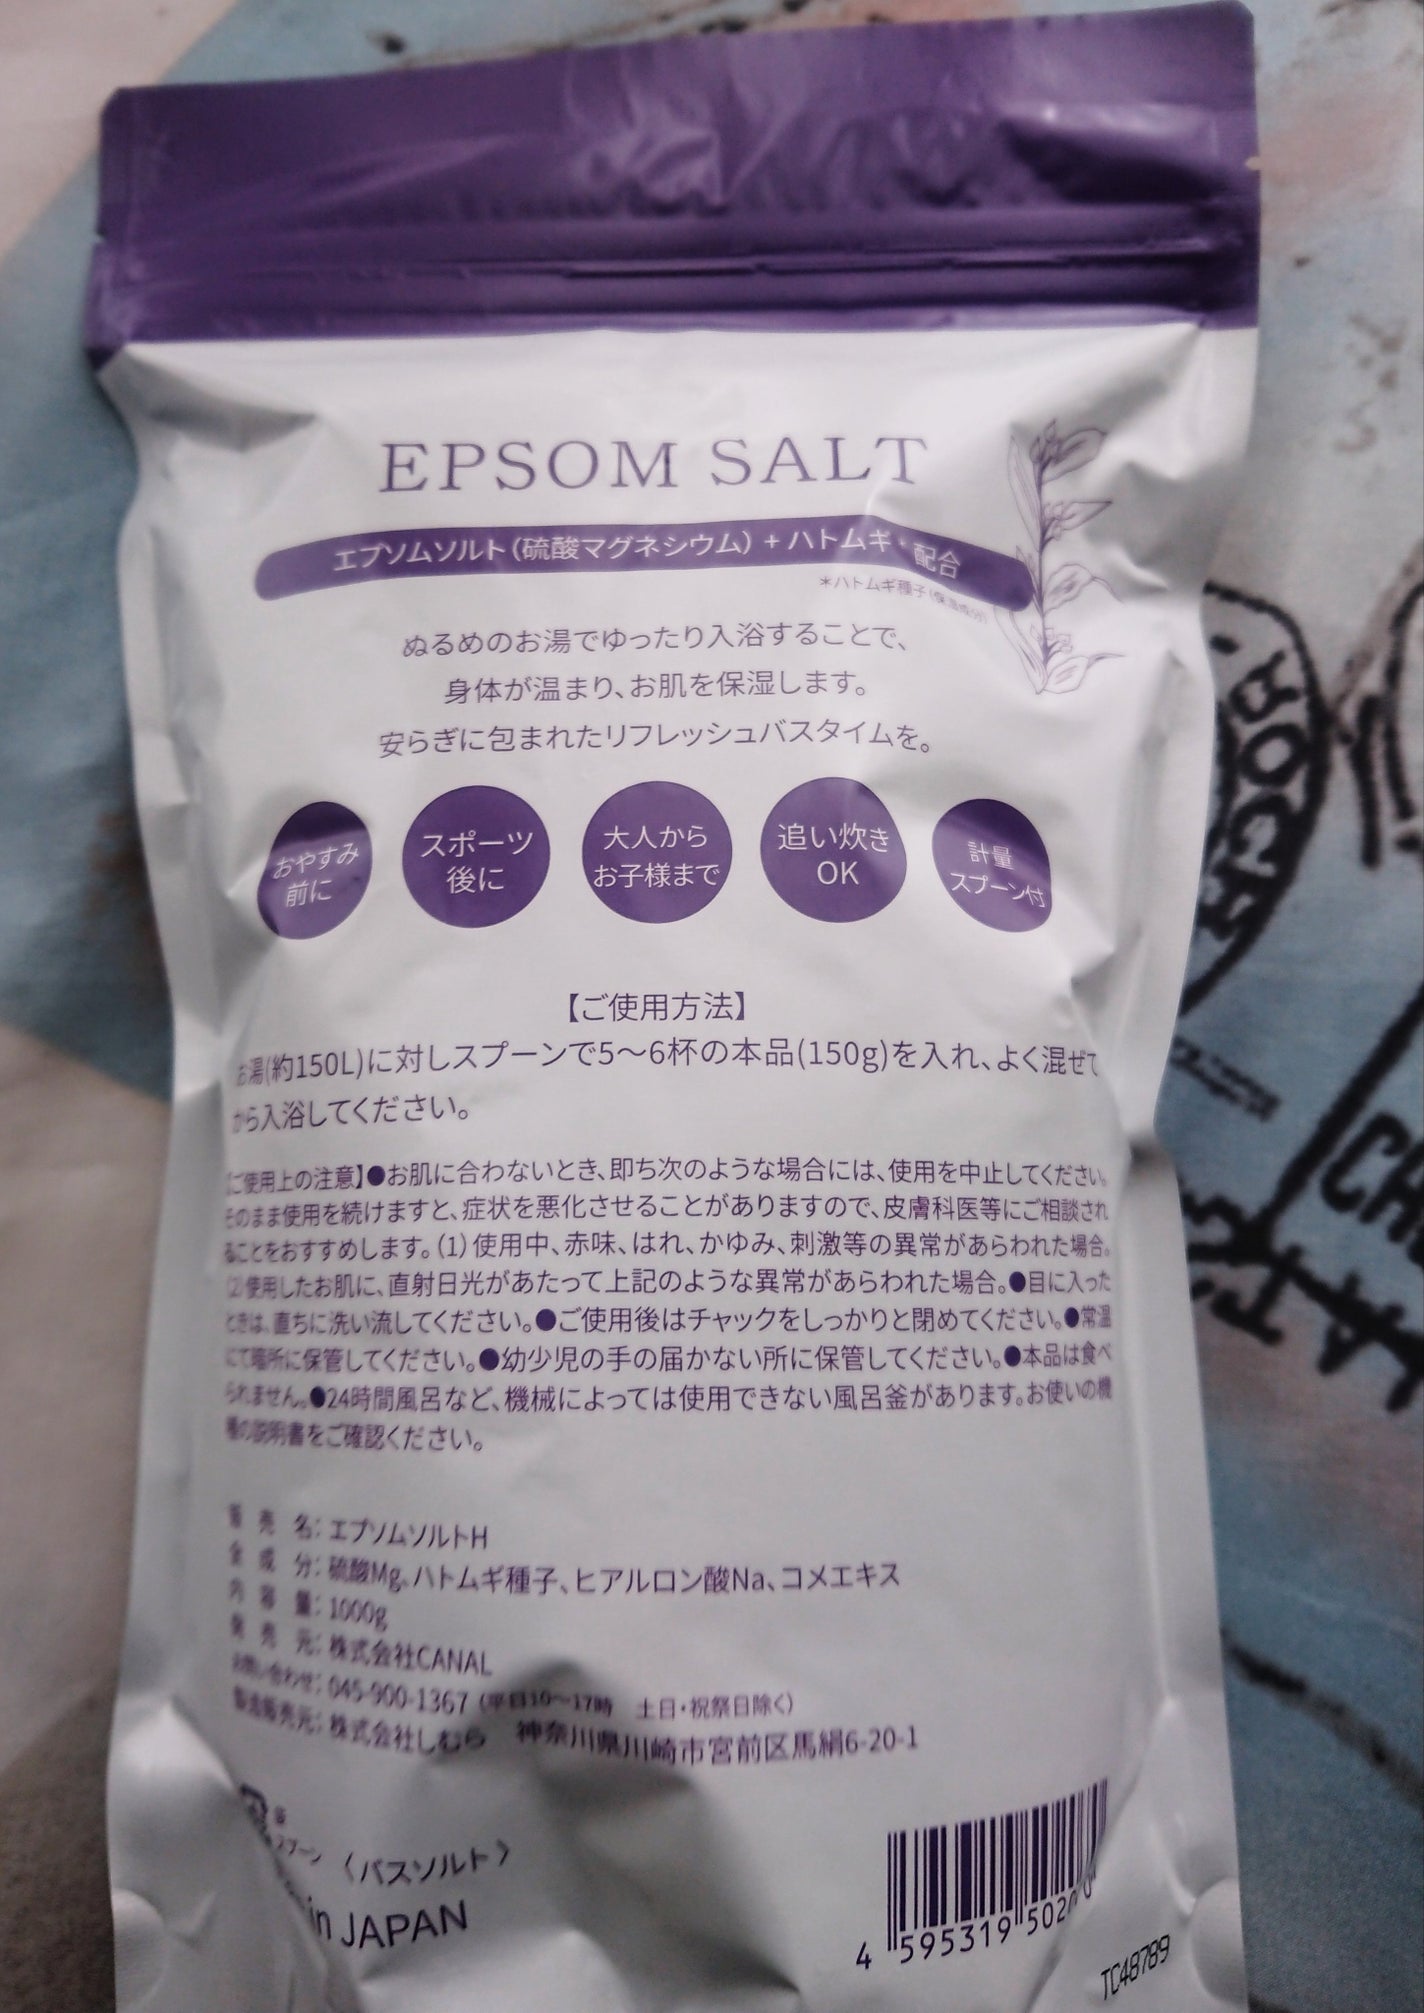 EPSOM SALT
エプソムソルト(硫酸マグネシウム)+ハトムギ*配合
*ハトムギ種子(保湿成分)
ぬるめのお湯でゆったり入浴することで、
身体が温まり、お肌を保湿します。
安らぎに包まれたリフレッシュバスタイムを。
おやすみ
前に
スポーツ
後に
大人から
お子様まで
追い炊き
OK
計量
スプーン付
【ご使用方法】
お湯(約150L)に対しスプーンで5〜6杯の本品(150g)を入れ、よく混ぜて
から入浴してください。
【ご使用上の注意】●お肌に合わないとき、即ち次のような場合には、使用を中止してください。
そのまま使用を続けますと、症状を悪化させることがありますので、皮膚科医等にご相談され
ることをおすすめします。(1)使用中、赤味、はれ、かゆみ、刺激等の異常があらわれた場合。
(2)使用したお肌に、直射日光があたって上記のような異常があらわれた場合。●目に入った
ときは、直ちに洗い流してください。●ご使用後はチャックをしっかりと閉めてください。●常温
にて暗所に保管してください。●幼少児の手の届かない所に保管してください。●本品は食べ
られません。●24時間風呂など、機械によっては使用できない風呂釜があります。お使いの機
種の説明書をご確認ください。
販売名:エプソムソルトH
全成分:硫酸Mg、ハトムギ種子、ヒアルロン酸Na、コメエキス
内容量:1000g
発売元:株式会社CANAL
お問い合わせ:045-900-1367(平日10〜17時 土日・祝祭日除く)
製造販売元:株式会社しむら 神奈川県川崎市宮前区馬絹6-20-1
袋
スプーン
〈バスソルト〉
in JAPAN
4 595319 5020
TC48789